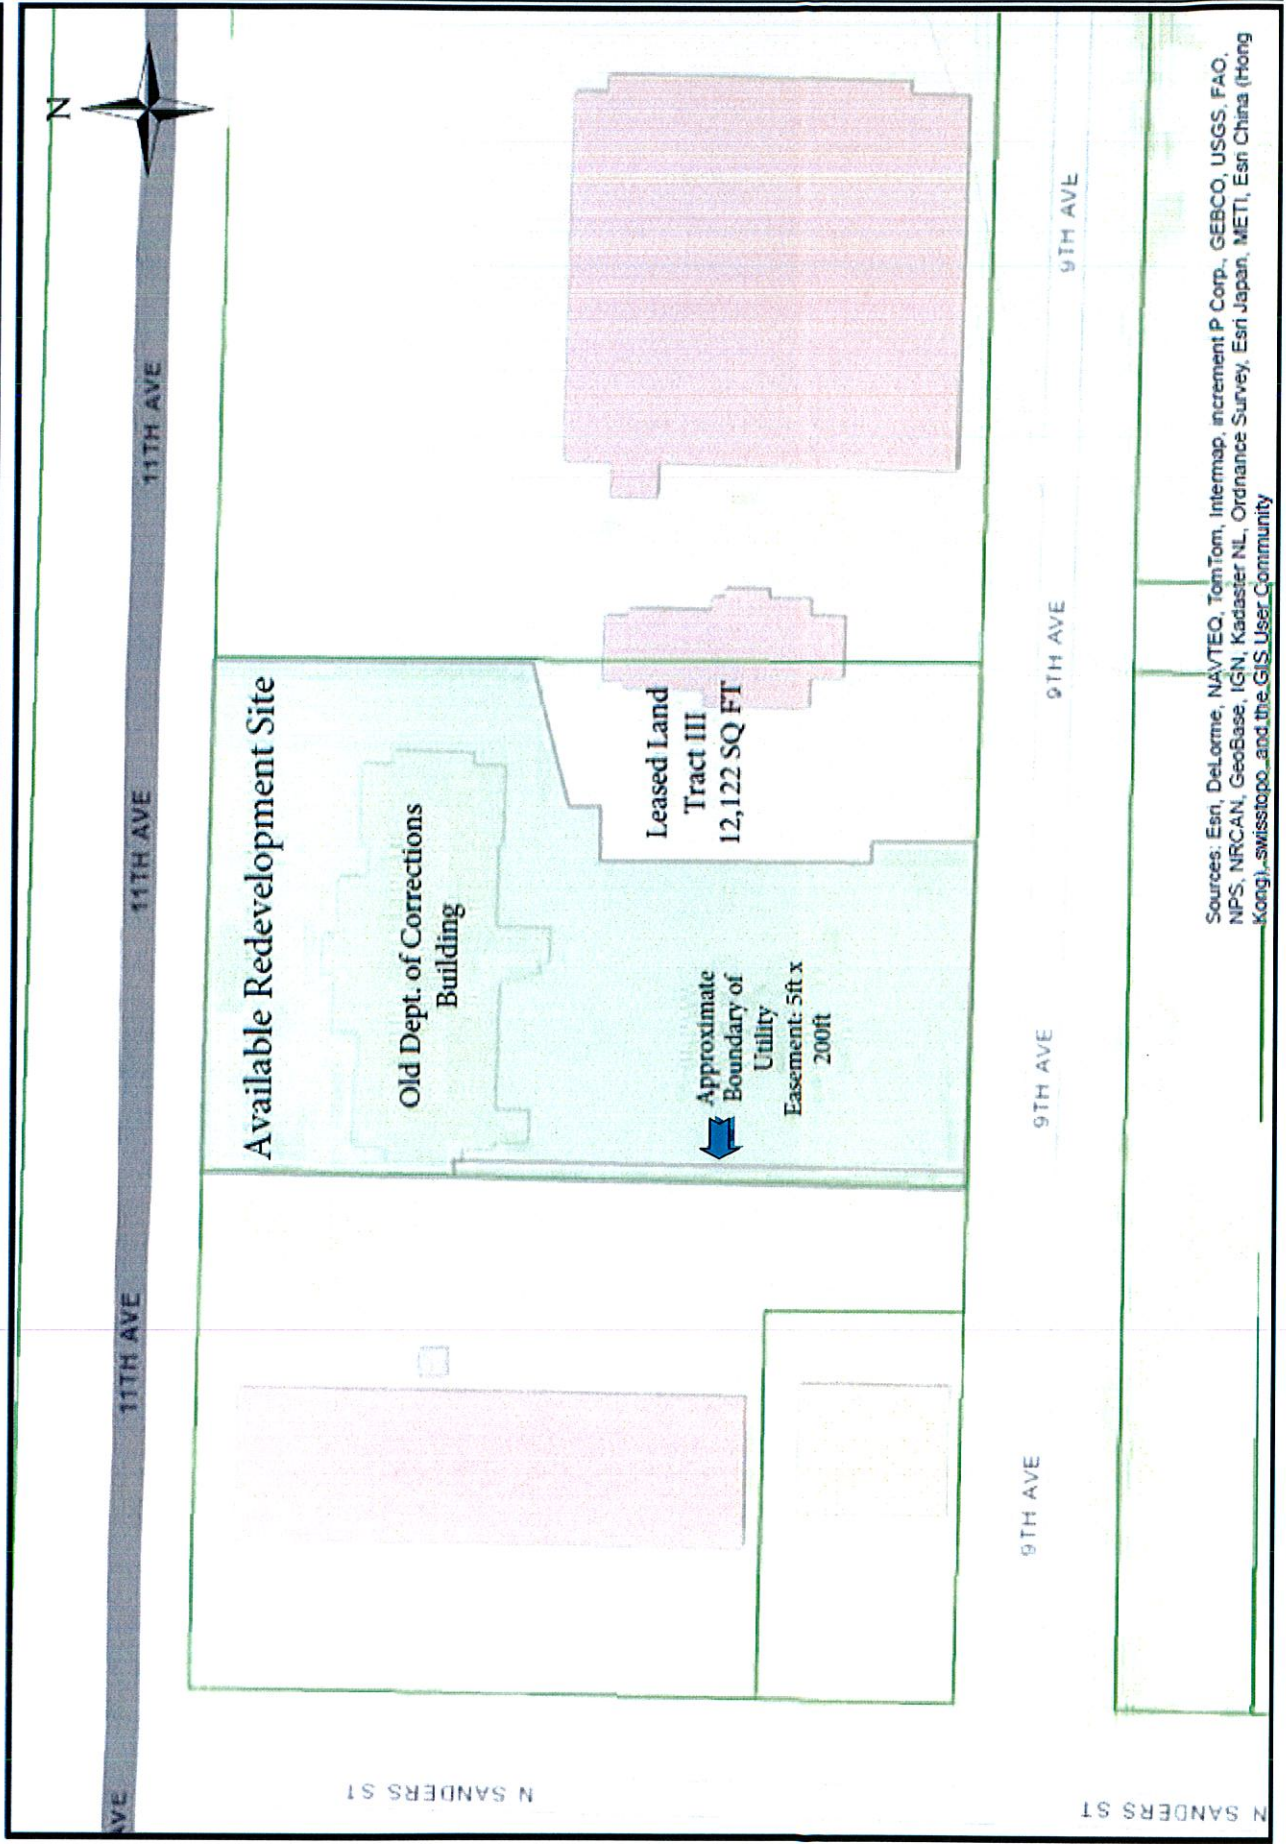 N
AVE
11TH AVE
11TH AVE
11TH AVE
Available Redevelopment Site
Old Dept. of Corrections
Building
Leased Land
Tract III
12,122 SQ FT
Approximate
Boundary of
Utility
Easement: 5ft x
200ft
N SANDERS ST
9TH AVE
9TH AVE
9TH AVE
9TH AVE
N SANDERS ST
Sources: Esri, DeLorme, NAVTEQ, TomTom, Intermap, increment P Corp., GEBCO, USGS, FAO,
NPS, NRCAN, GeoBase, IGN, Kadaster NL, Ordnance Survey, Esri Japan, METI, Esri China (Hong
Kong), swisstopo, and the GIS User Community